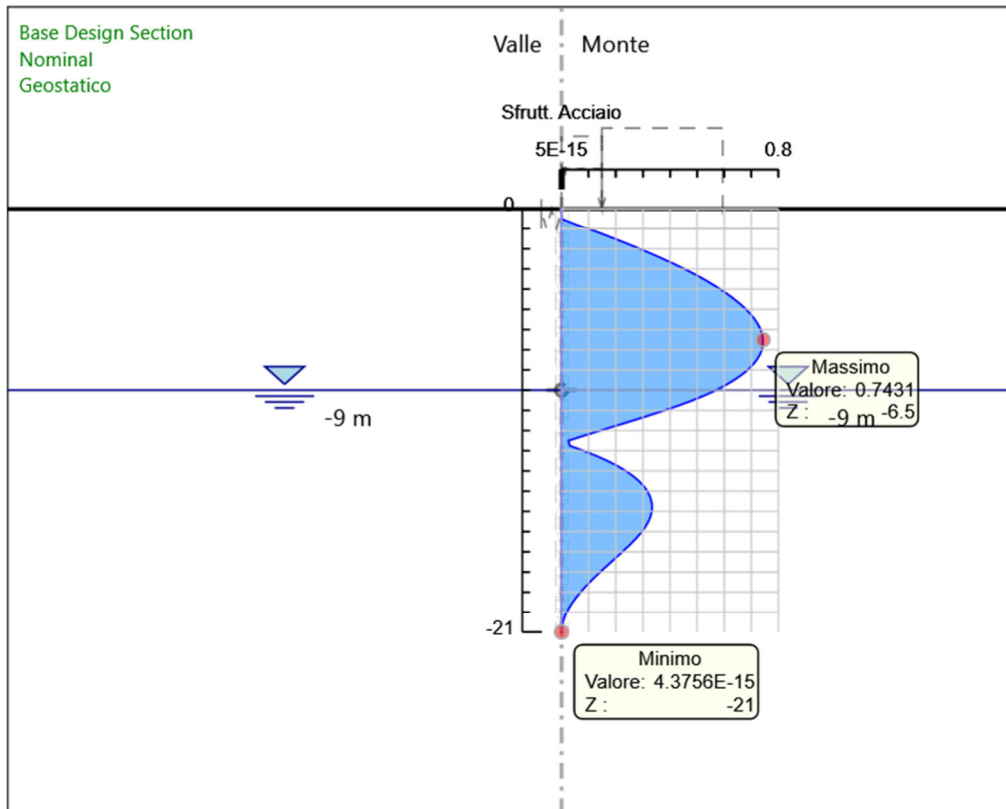 Base Design Section
Nominal
Geostatico
Valle
Monte
Sfrutt. Acciaio
5E-15
0.8
0
Massimo
Valore: 0.7431
Z : -6.5
-9 m
-9 m
-21
Minimo
Valore: 4.3756E-15
Z : -21